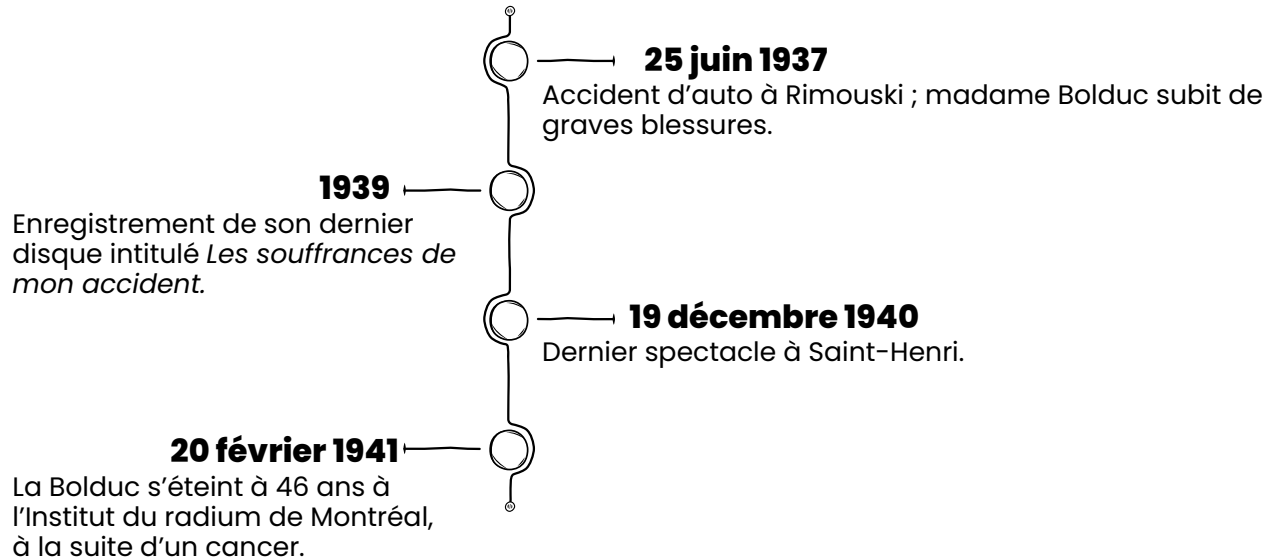 25 juin 1937
Accident d’auto à Rimouski ; madame Bolduc subit de
graves blessures.
1939
Enregistrement de son dernier
disque intitulé Les souffrances de
mon accident.
19 décembre 1940
Dernier spectacle à Saint-Henri.
20 février 1941
La Bolduc s’éteint à 46 ans à
l’Institut du radium de Montréal,
à la suite d’un cancer.